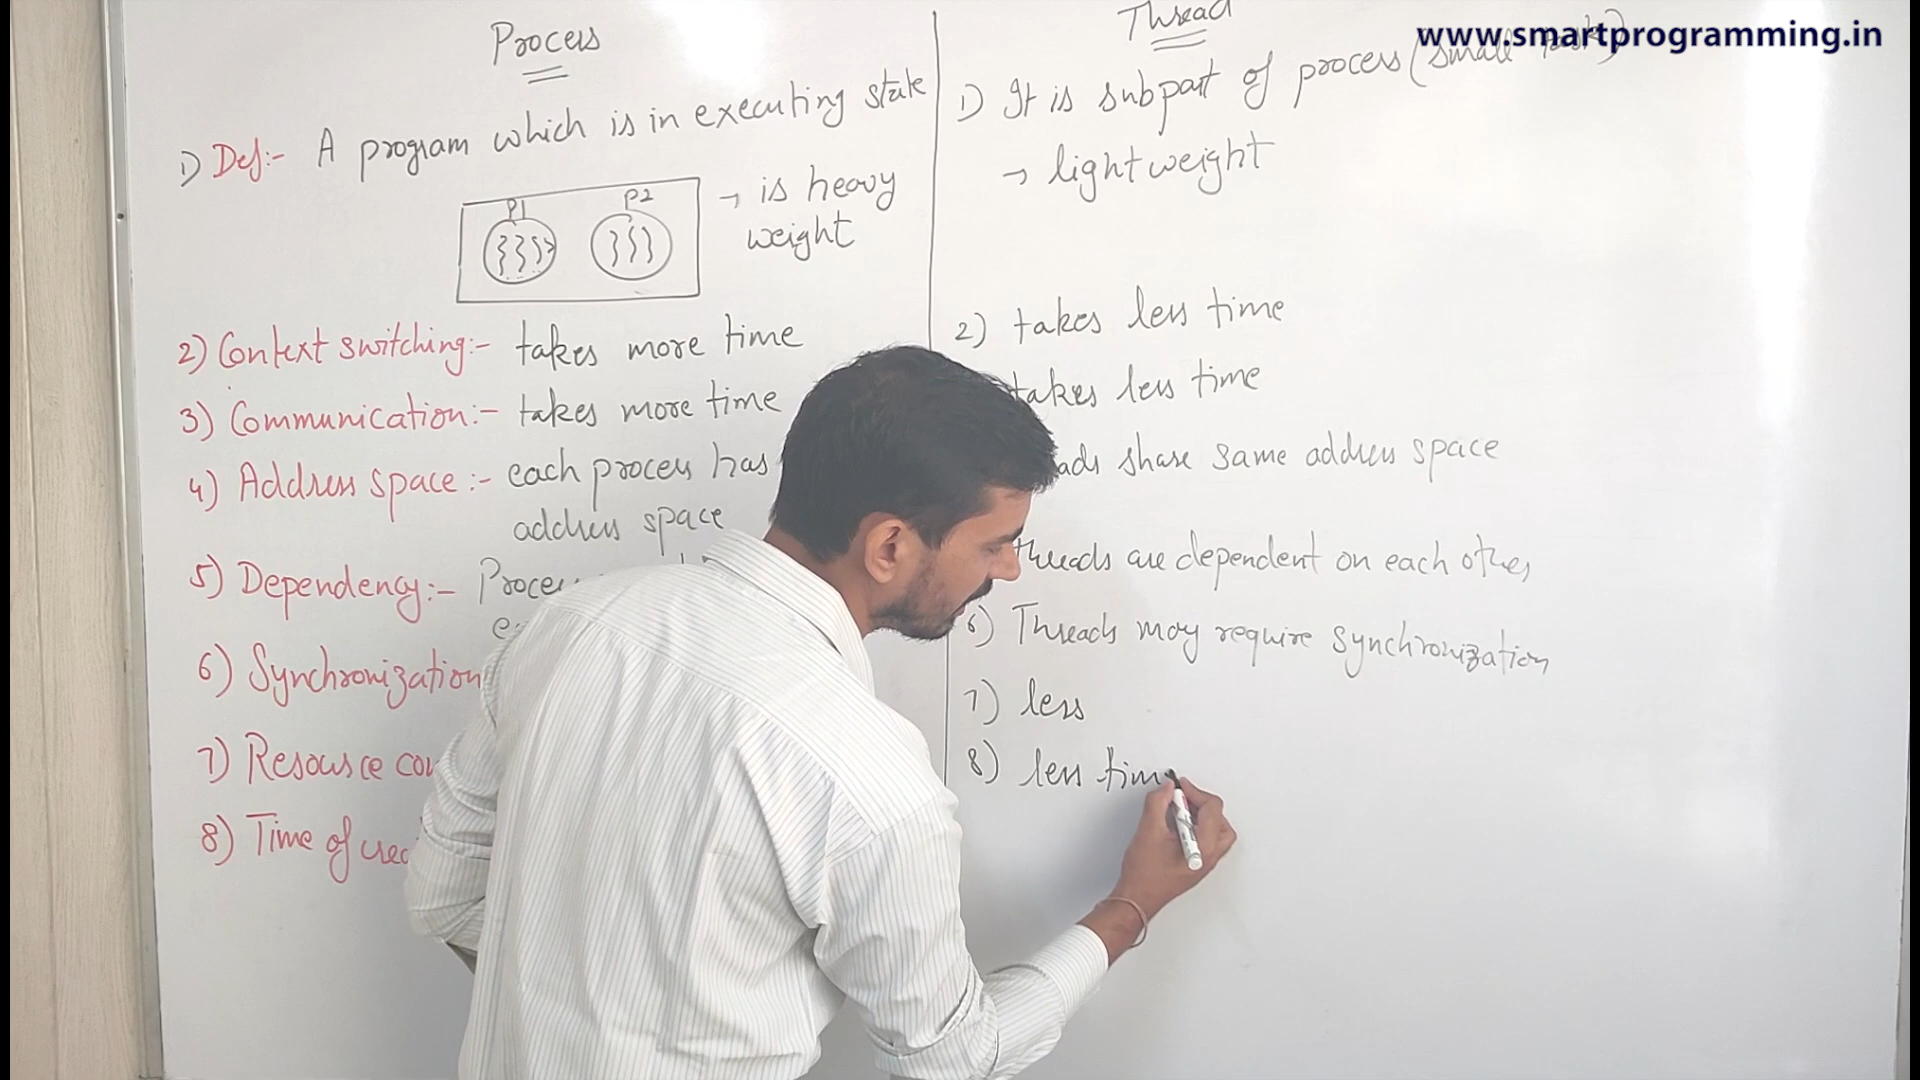 www.smartprogramming.in
Process
1) Def:- A program which is in executing state
P1
P2
→ is heavy
weight
2) Context switching:- takes more time
3) Communication:- takes more time
4) Address space:- each process has
address space
5) Dependency:-
6) Synchronization
7) Resource
8) Time of
Thread
1) It is subpart of process (small task)
→ lightweight
2) takes less time
takes less time
share same address space
threads are dependent on each other
6) Threads may require synchronization
7) less
8) less tim